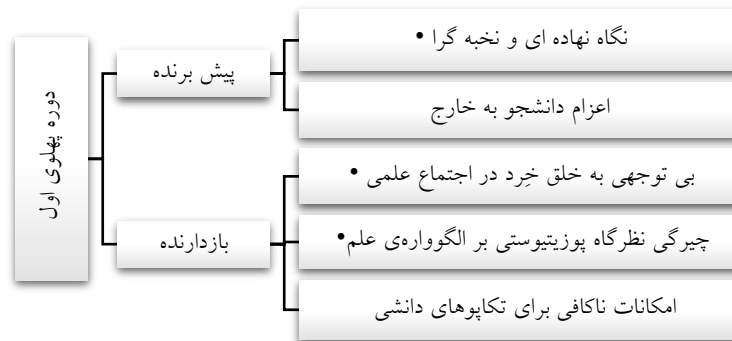 دوره پهلوی اول
پیش برنده
نگاه نهاده ای و نخبه گرا •
اعزام دانشجو به خارج
بازدارنده
بی توجهی به خلق خِرد در اجتماع علمی •
چیرگی نظرگاه پوزیتیوستی بر الگوواره‌ی علم•
امکانات ناکافی برای تکاپوهای دانشی